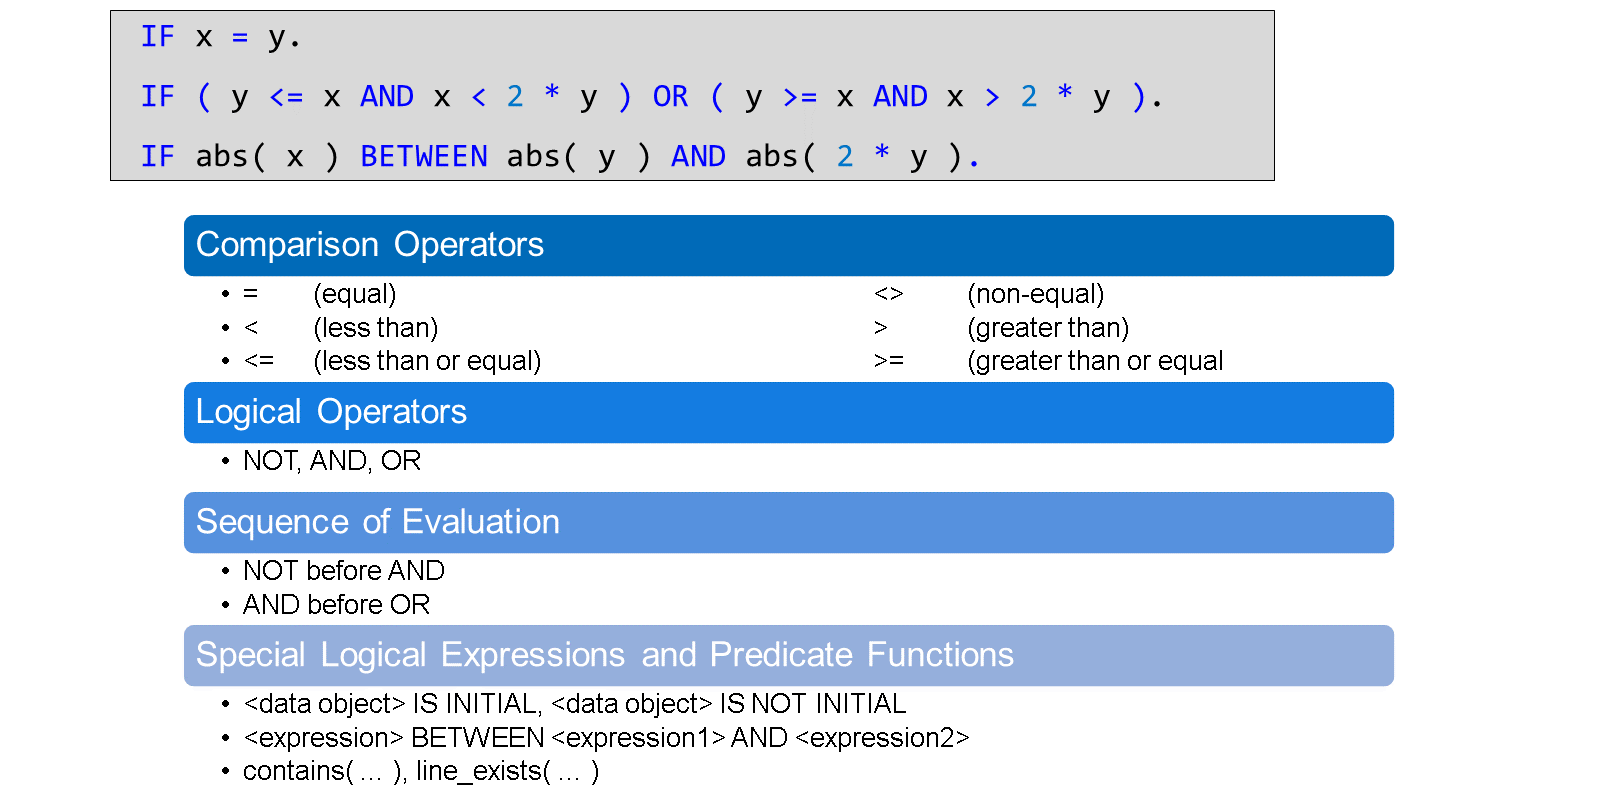 IF x = y.
IF ( y <= x AND x < 2 * y ) OR ( y >= x AND x > 2 * y ).
IF abs( x ) BETWEEN abs( y ) AND abs( 2 * y ).
Comparison Operators
• = (equal) <> (non-equal)
• < (less than) > (greater than)
• <= (less than or equal) >= (greater than or equal
Logical Operators
• NOT, AND, OR
Sequence of Evaluation
• NOT before AND
• AND before OR
Special Logical Expressions and Predicate Functions
• <data object> IS INITIAL, <data object> IS NOT INITIAL
• <expression> BETWEEN <expression1> AND <expression2>
• contains( ... ), line_exists( ... )